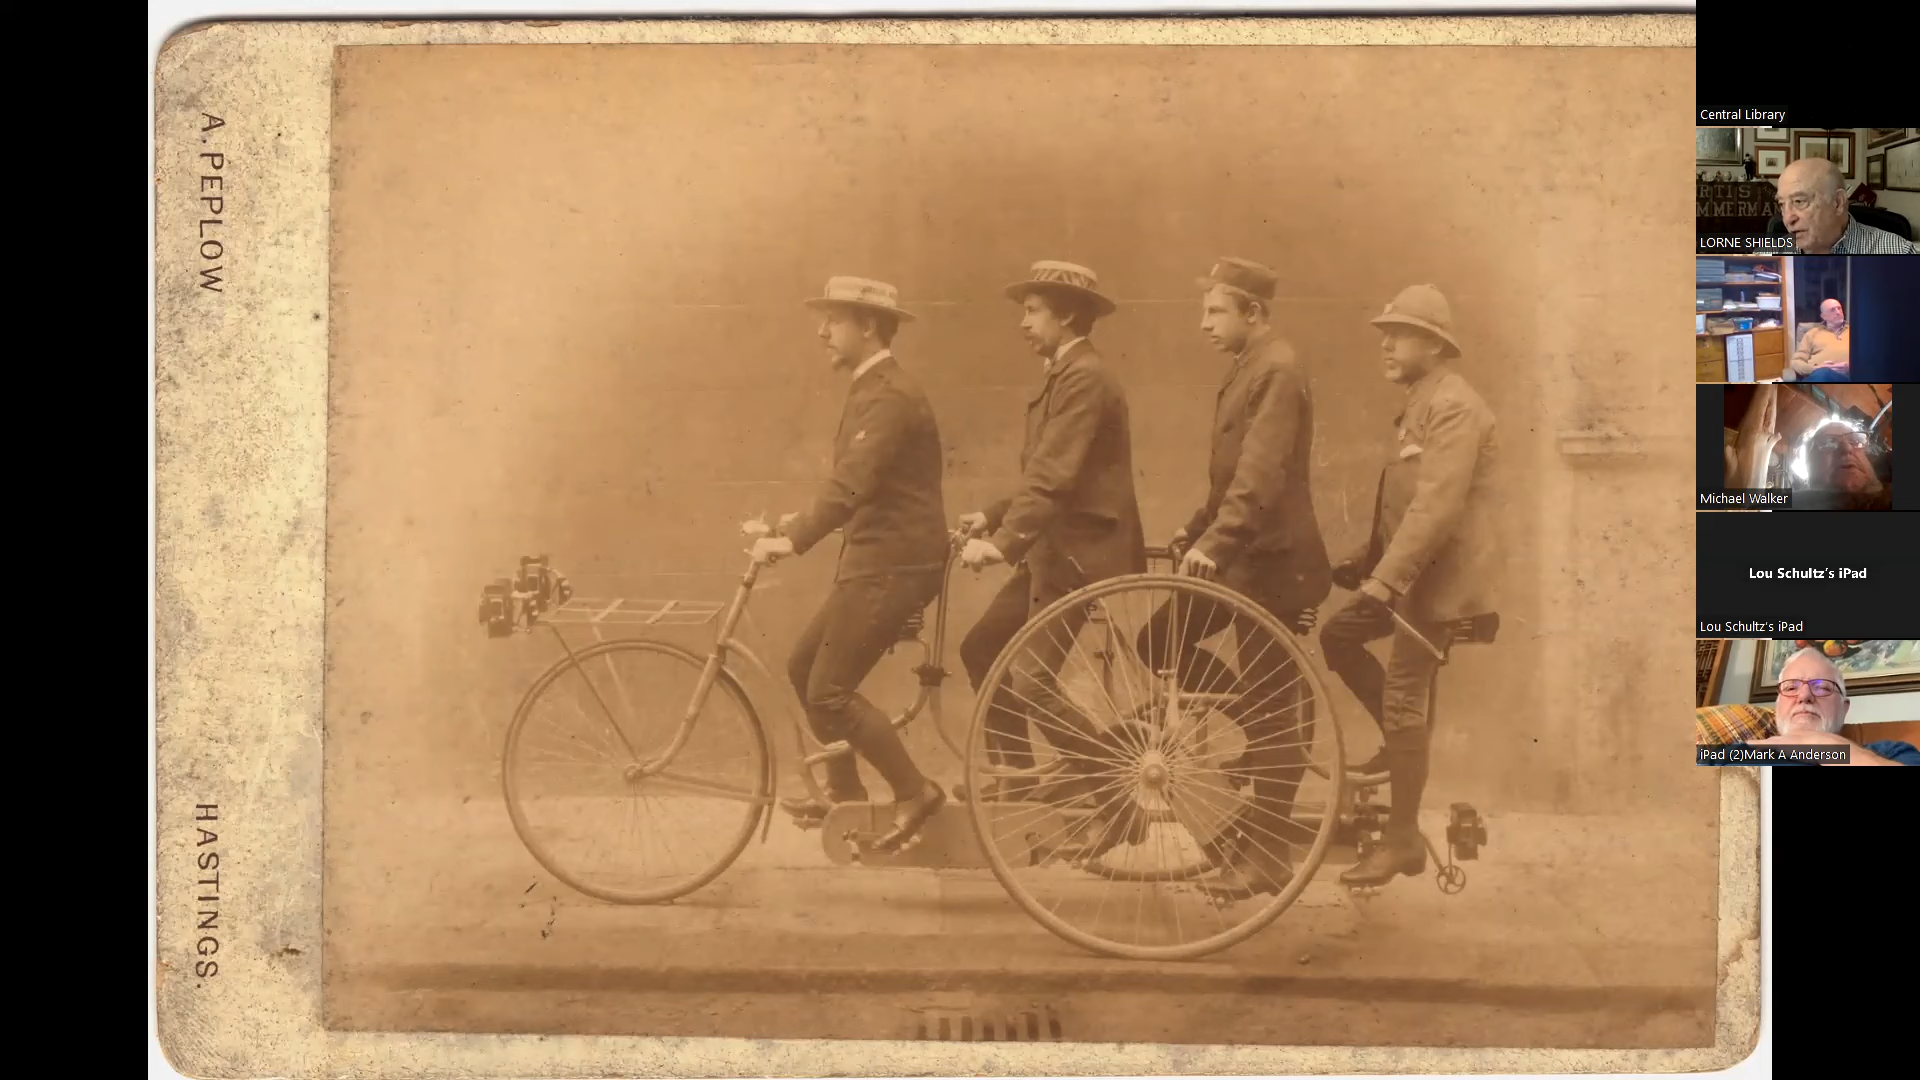 A. PEPLOW
HASTINGS.
Central Library
LORNE SHIELDS
Michael Walker
Lou Schultz's iPad
Lou Schultz's iPad
iPad (2)Mark A Anderson